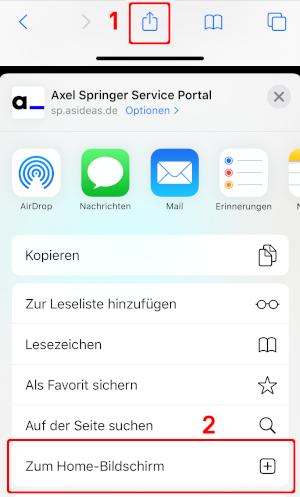 1
a_
Axel Springer Service Portal
sp.asideas.de Optionen >
AirDrop Nachrichten Mail Erinnerungen
Kopieren
Zur Leseliste hinzufügen
Lesezeichen
Als Favorit sichern
Auf der Seite suchen 2
Zum Home-Bildschirm